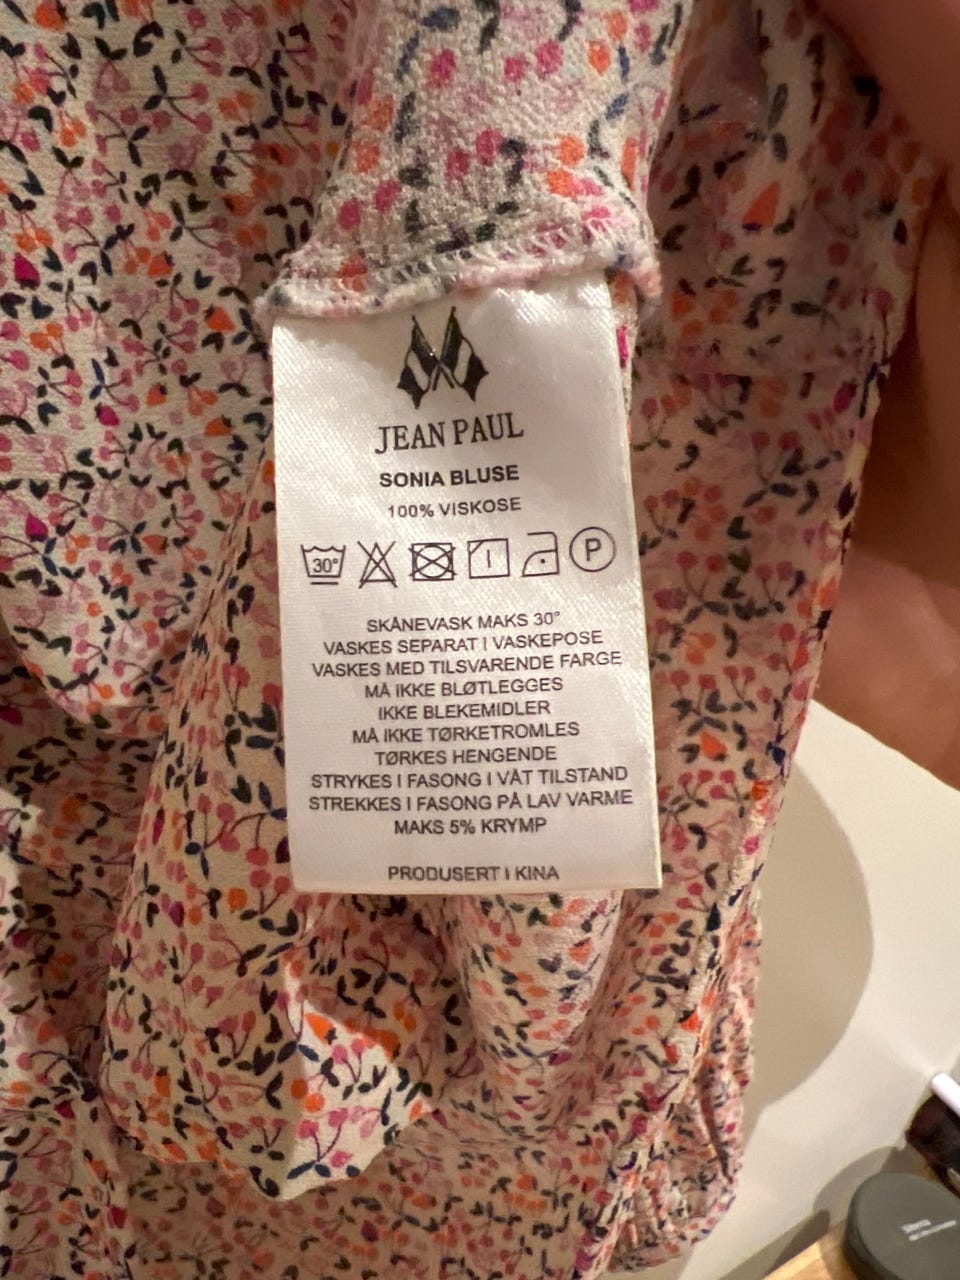 JEAN PAUL
SONIA BLUSE
100% VISKOSE
30° P
SKÅNEVASK MAKS 30°
VASKES SEPARAT I VASKEPOSE
VASKES MED TILSVARENDE FARGE
MÅ IKKE BLØTLEGGES
IKKE BLEKEMIDLER
MÅ IKKE TØRKETROMLES
TØRKES HENGENDE
STRYKES I FASONG I VÅT TILSTAND
STREKKES I FASONG PÅ LAV VARME
MAKS 5% KRYMP
PRODUSERT I KINA